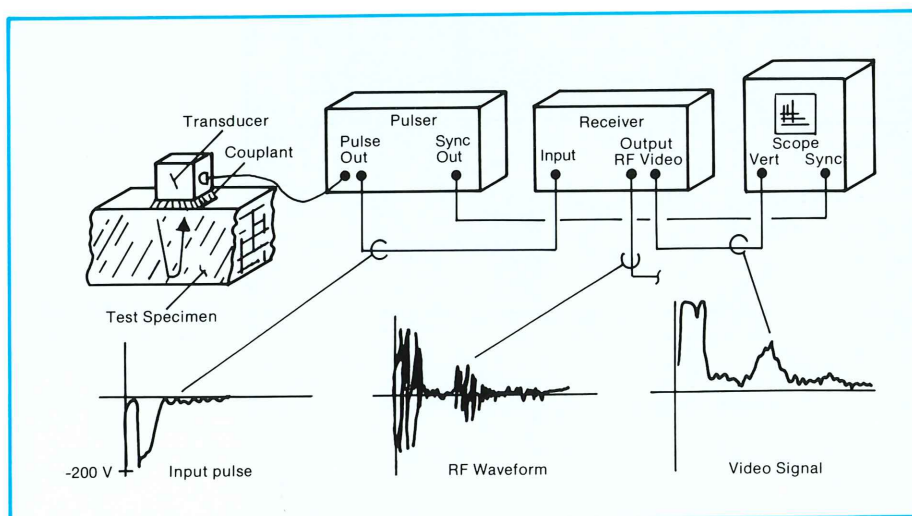 Transducer
Couplant
Test Specimen
Pulser
Pulse
Out
Sync
Out
Receiver
Input
Output
RF Video
Scope
Vert
Sync
-200 V
Input pulse
RF Waveform
Video Signal